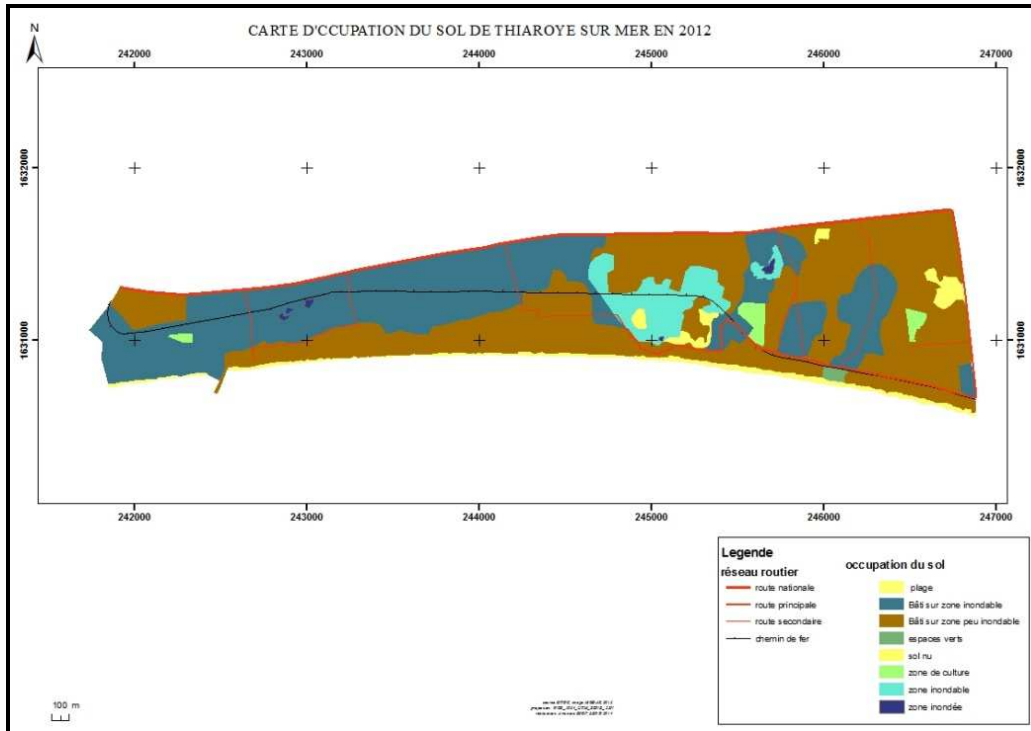 CARTE D'CCUPATION DU SOL DE THIAROYE SUR MER EN 2012
N
242000 243000 244000 245000 246000 247000
1632000 1632000
1631000 1631000
242000 243000 244000 245000 246000 247000
Legende
réseau routier
route nationale
route principale
route secondaire
chemin de fer
occupation du sol
plage
Bâti sur zone inondable
Bâti sur zone peu inondable
espaces verts
sol nu
zone de culture
zone inondable
zone inondée
100 m